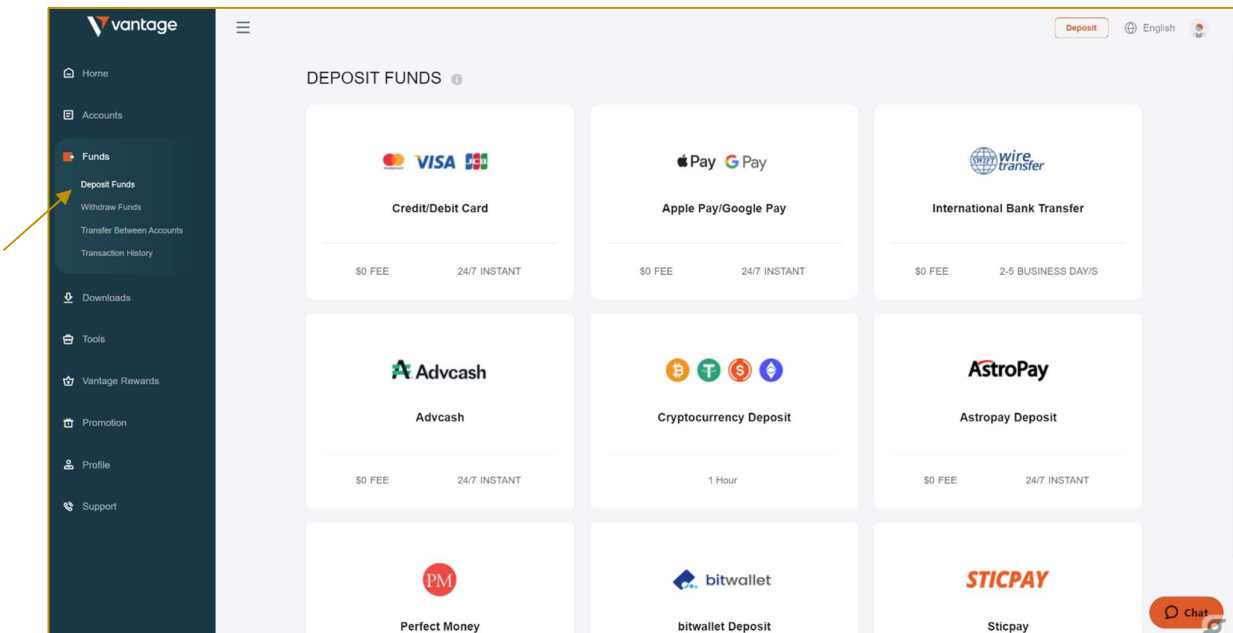 vantage
Deposit
English
Home
DEPOSIT FUNDS
Accounts
Funds
Deposit Funds
Withdraw Funds
Transfer Between Accounts
Transaction History
Downloads
Tools
Vantage Rewards
Promotion
Profile
Support
VISA JCB
Credit/Debit Card
$0 FEE 24/7 INSTANT
Pay G Pay
Apple Pay/Google Pay
$0 FEE 24/7 INSTANT
SWIFT wire
transfer
International Bank Transfer
$0 FEE 2-5 BUSINESS DAY/S
Advcash
Advcash
$0 FEE 24/7 INSTANT
Cryptocurrency Deposit
1 Hour
AstroPay
Astropay Deposit
$0 FEE 24/7 INSTANT
PM
Perfect Money
bitwallet
bitwallet Deposit
STICPAY
Sticpay
Chat